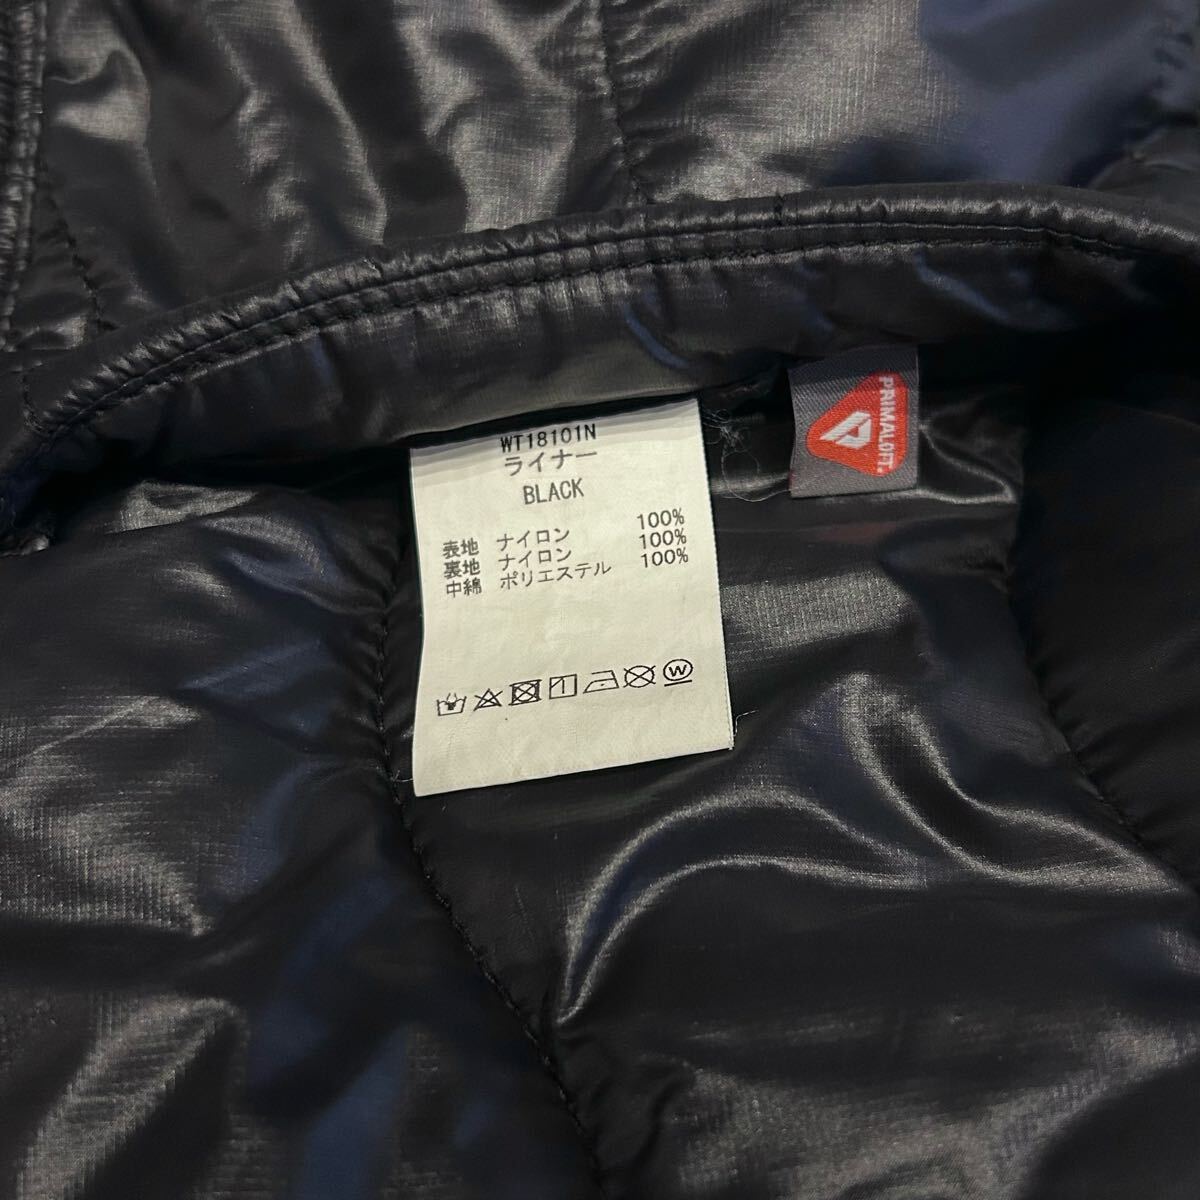 WT18101N
ライナー
BLACK
表地 ナイロン 100%
裏地 ナイロン 100%
中綿 ポリエステル 100%
W
PRIMALOFT.